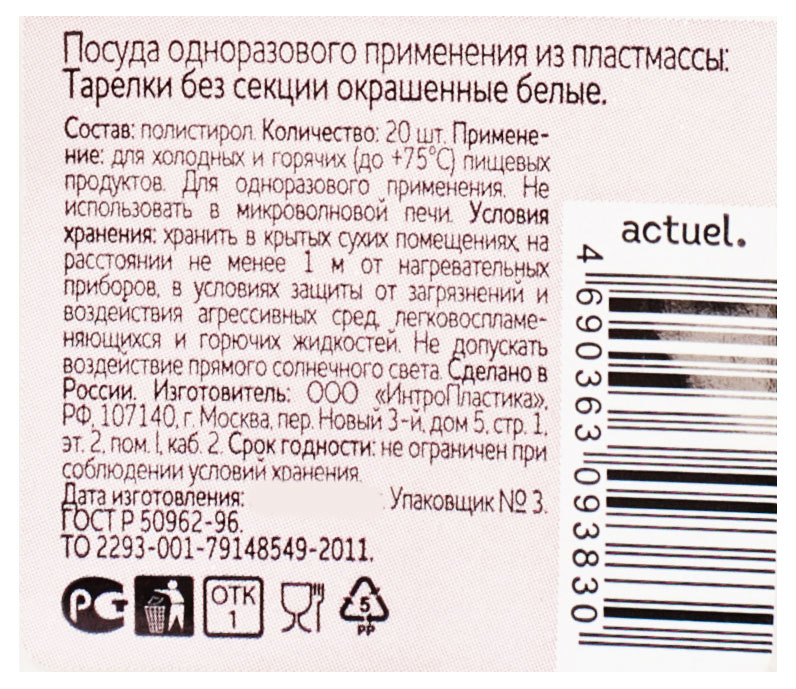 Посуда одноразового применения из пластмассы:
Тарелки без секции окрашенные белые.
Состав: полистирол. Количество: 20 шт. Примене-
ние: для холодных и горячих (до +75°С) пищевых
продуктов. Для одноразового применения. Не
использовать в микроволновой печи. Условия
хранения: хранить в крытых сухих помещениях, на
расстоянии не менее 1 м от нагревательных
приборов, в условиях защиты от загрязнений и
воздействия агрессивных сред, легковоспламе-
няющихся и горючих жидкостей. Не допускать
воздействие прямого солнечного света. Сделано в
России. Изготовитель: ООО «ИнтроПластика»,
РФ, 107140, г. Москва, пер. Новый 3-й, дом 5, стр. 1,
эт. 2, пом. I, каб. 2. Срок годности: не ограничен при
соблюдении условий хранения.
Дата изготовления: Упаковщик № 3.
ГОСТ Р 50962-96.
ТО 2293-001-79148549-2011.
РСТ
ОТК
1
5
PP
actuel.
4 690363 093830